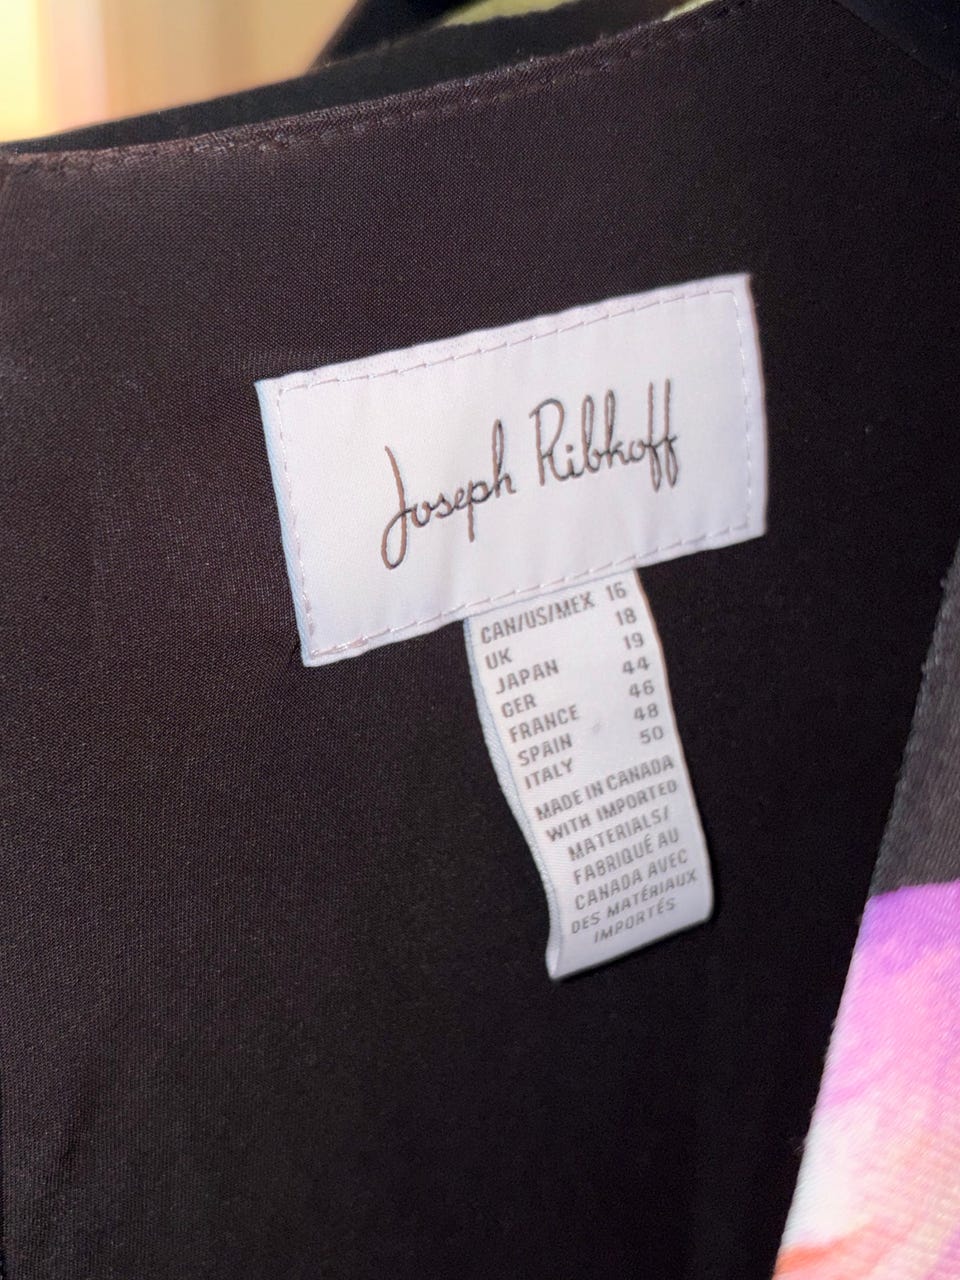 Joseph Ribkoff
CAN/US/MEX 16
UK 18
JAPAN 19
GER 44
FRANCE 46
SPAIN 48
ITALY 50
MADE IN CANADA
WITH IMPORTED
MATERIALS/
FABRIQUÉ AU
CANADA AVEC
DES MATÉRIAUX
IMPORTÉS